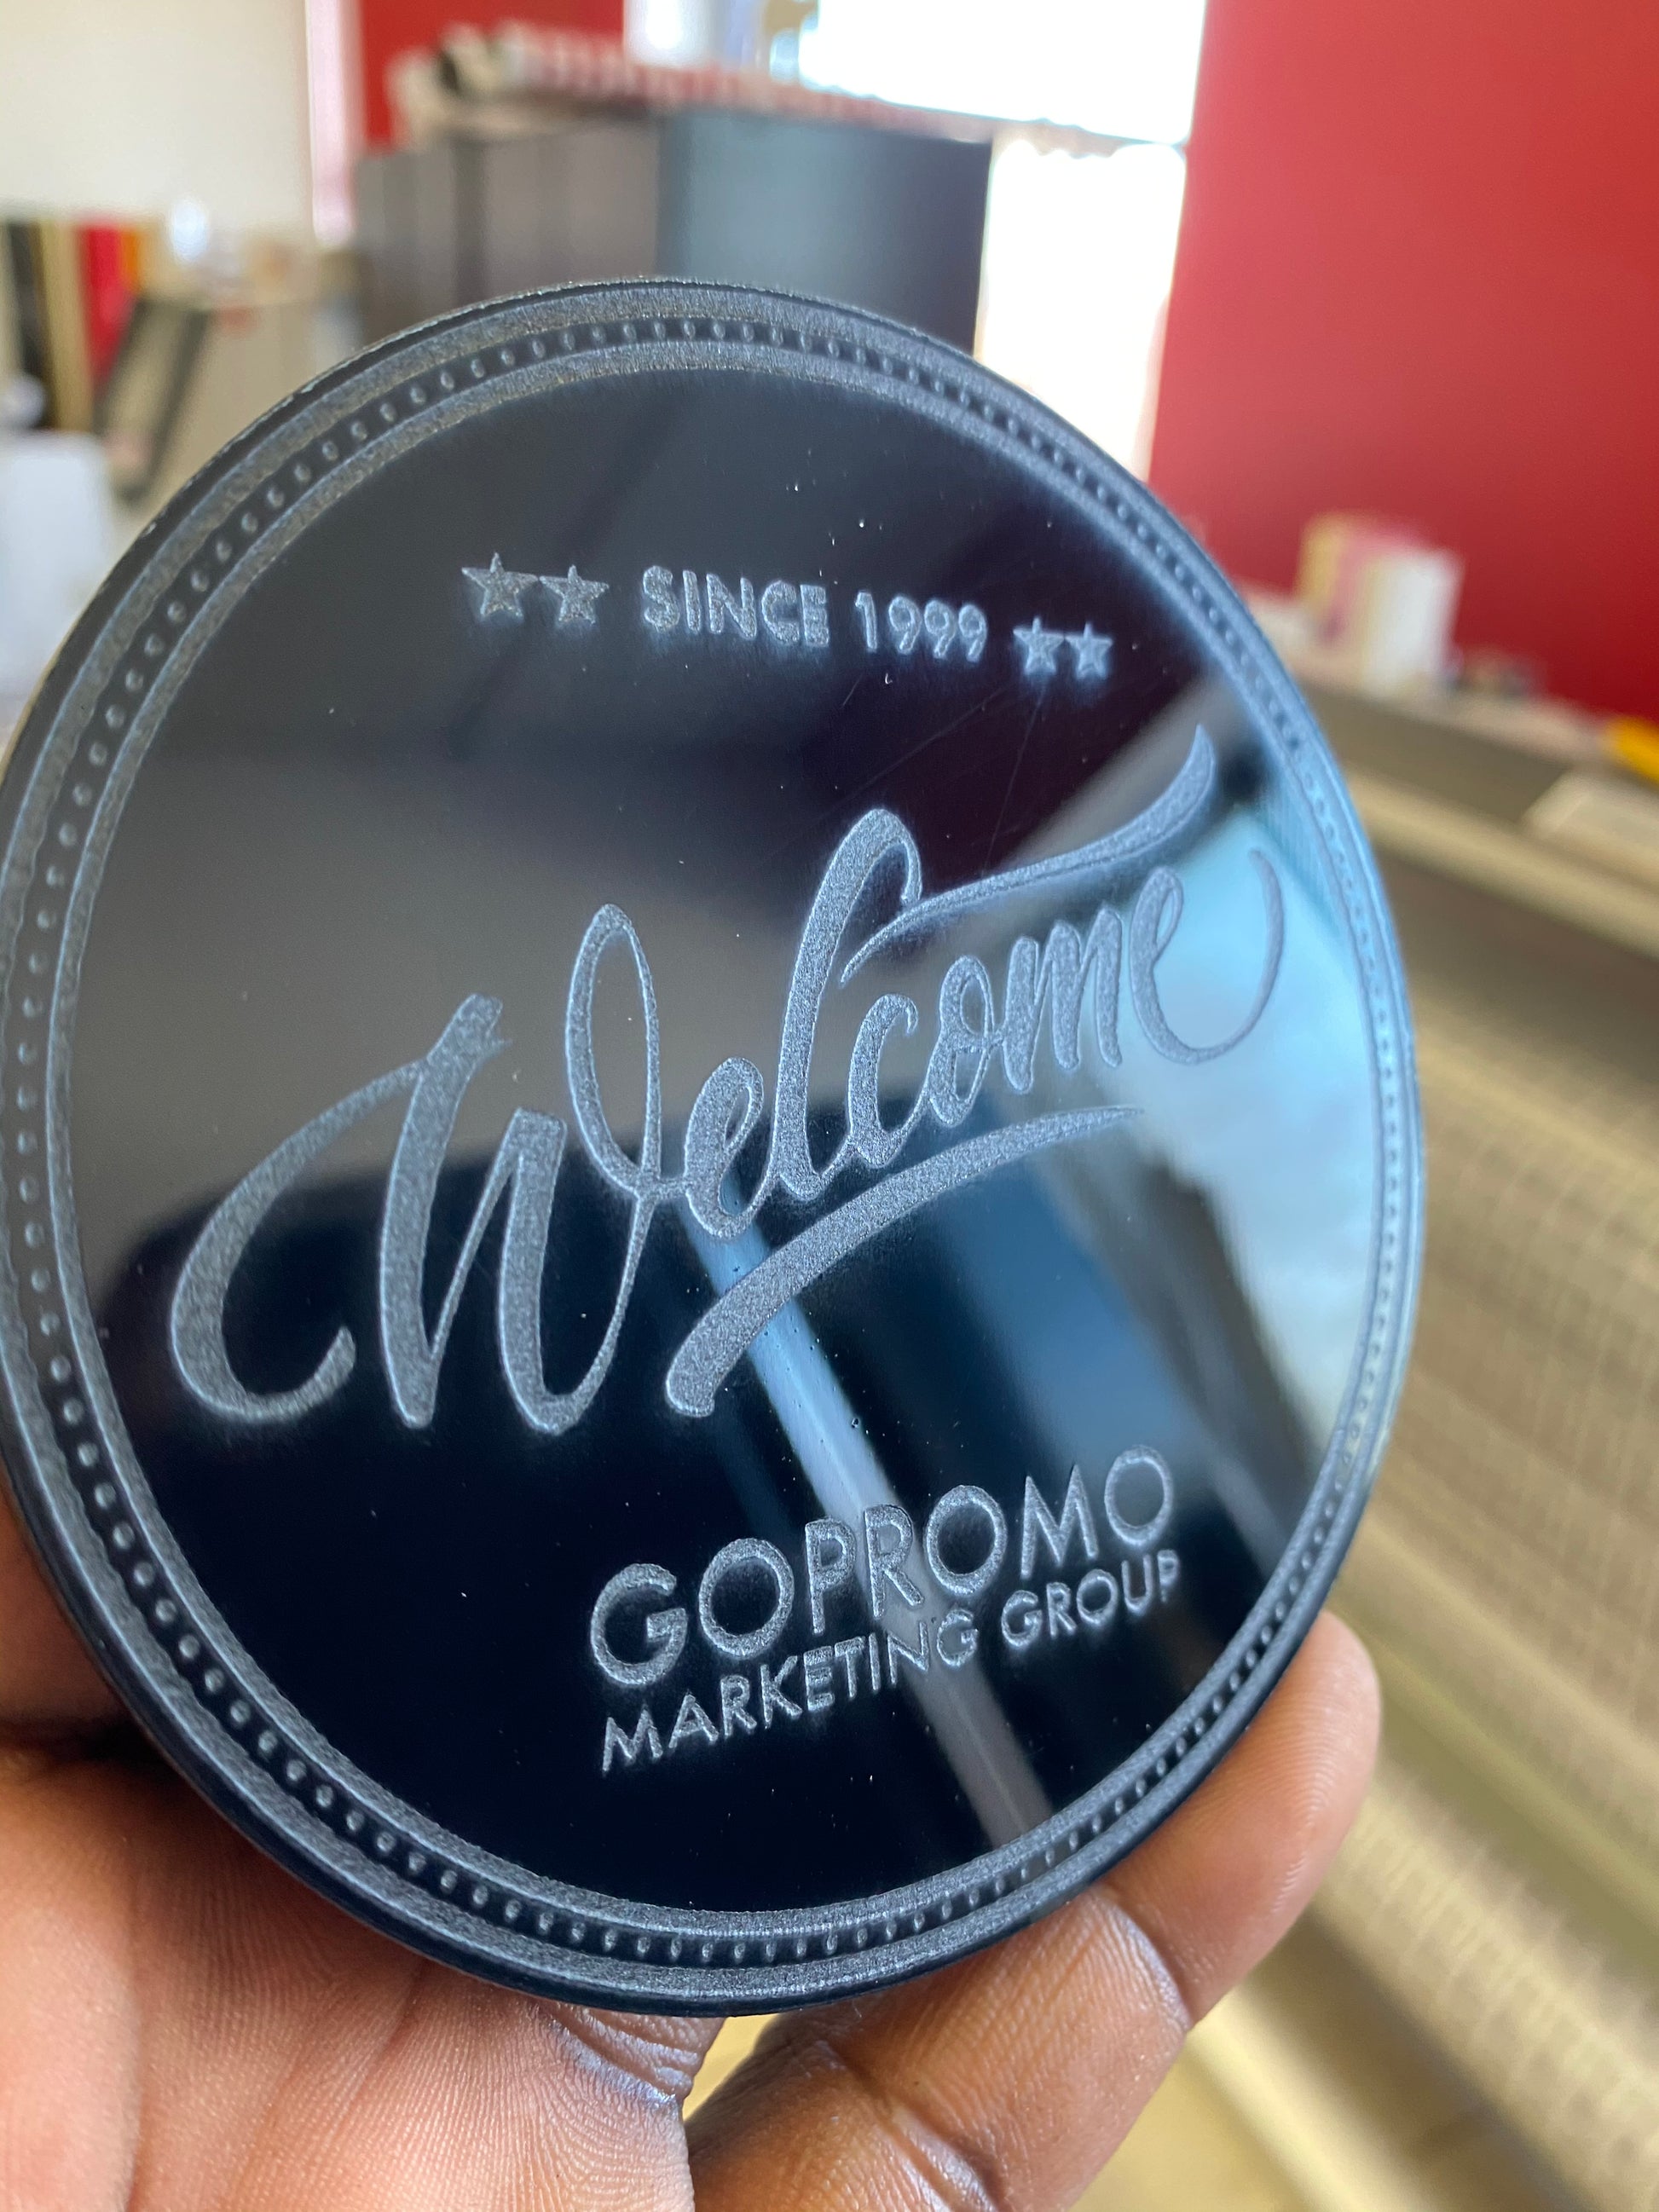 SINCE 1999
Welcome
GOPROMO
MARKETING GROUP